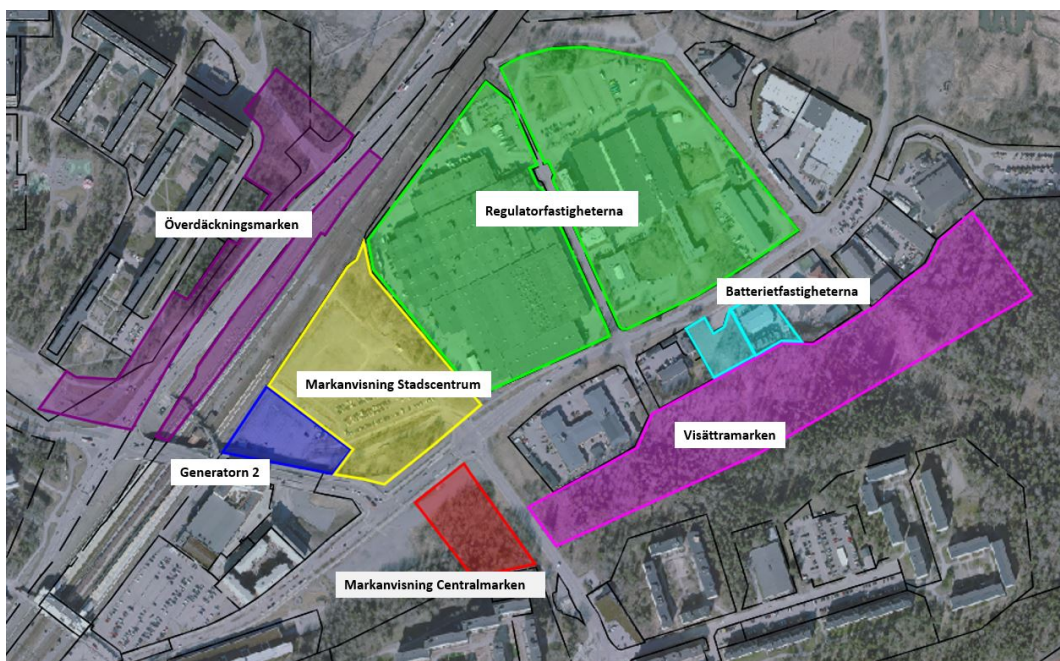 Regulatorfastigheterna
Överdäckningsmarken
Batterietfastigheterna
Markanvisning Stadscentrum
Visättramarken
Generatorn 2
Markanvisning Centralmarken